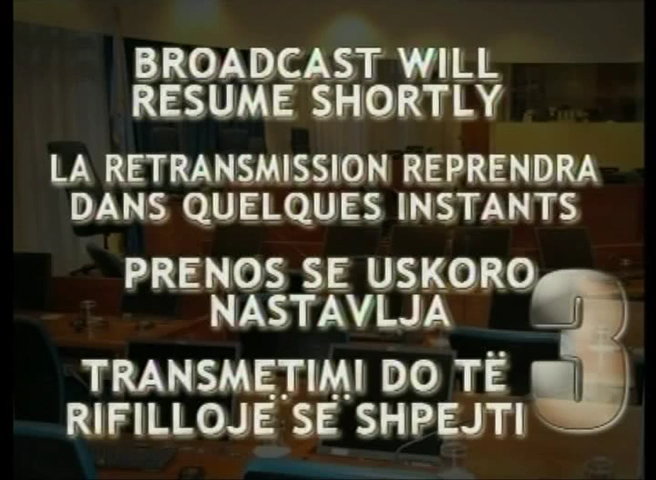 BROADCAST WILL
RESUME SHORTLY
LA RETRANSMISSION REPRENDRA
DANS QUELQUES INSTANTS
PRENOS SE USKORO
NASTAVLJA
3
TRANSMETIMI DO TË
RIFILLOJË SË SHPEJTI